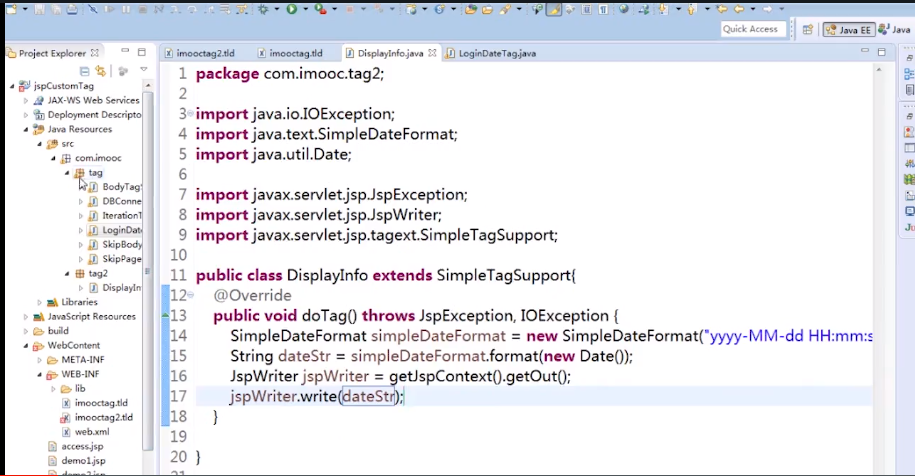 Quick Access
Java EE
Java
Project Explorer
imooctag2.tld
imooctag.tld
DisplayInfo.java
LoginDateTag.java
jspCustomTag
JAX-WS Web Services
Deployment Descripto
Java Resources
src
com.imooc
tag
BodyTagS
DBConne
IterationT
LoginDate
SkipBody
SkipPage
tag2
DisplayIn
Libraries
JavaScript Resources
build
WebContent
META-INF
WEB-INF
lib
imooctag.tld
imooctag2.tld
web.xml
access.jsp
demo1.jsp
1 package com.imooc.tag2;
2
3 import java.io.IOException;
4 import java.text.SimpleDateFormat;
5 import java.util.Date;
6
7 import javax.servlet.jsp.JspException;
8 import javax.servlet.jsp.JspWriter;
9 import javax.servlet.jsp.tagext.SimpleTagSupport;
10
11 public class DisplayInfo extends SimpleTagSupport{
12 @Override
13 public void doTag() throws JspException, IOException {
14 SimpleDateFormat simpleDateFormat = new SimpleDateFormat("yyyy-MM-dd HH:mm:s
15 String dateStr = simpleDateFormat.format(new Date());
16 JspWriter jspWriter = getJspContext().getOut();
17 jspWriter.write(dateStr);
18 }
19
20 }